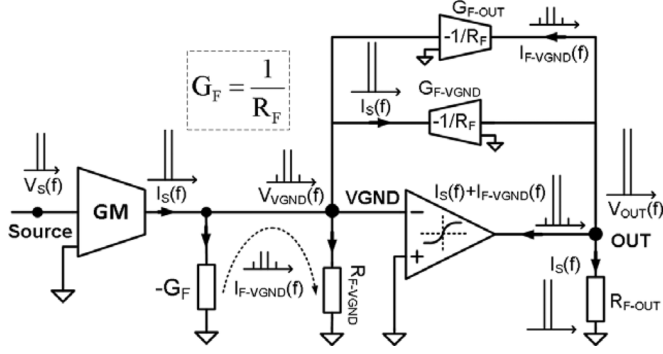 G_F-OUT
-1/R_F
I_F-VGND(f)
G_F = 1/R_F
I_S(f)
G_F-VGND
-1/R_F
V_S(f)
I_S(f)
V_VGND(f)
VGND
I_S(f)+I_F-VGND(f)
V_OUT(f)
GM
Source
−
+
OUT
-G_F
I_F-VGND(f)
R_F-VGND
I_S(f)
R_F-OUT